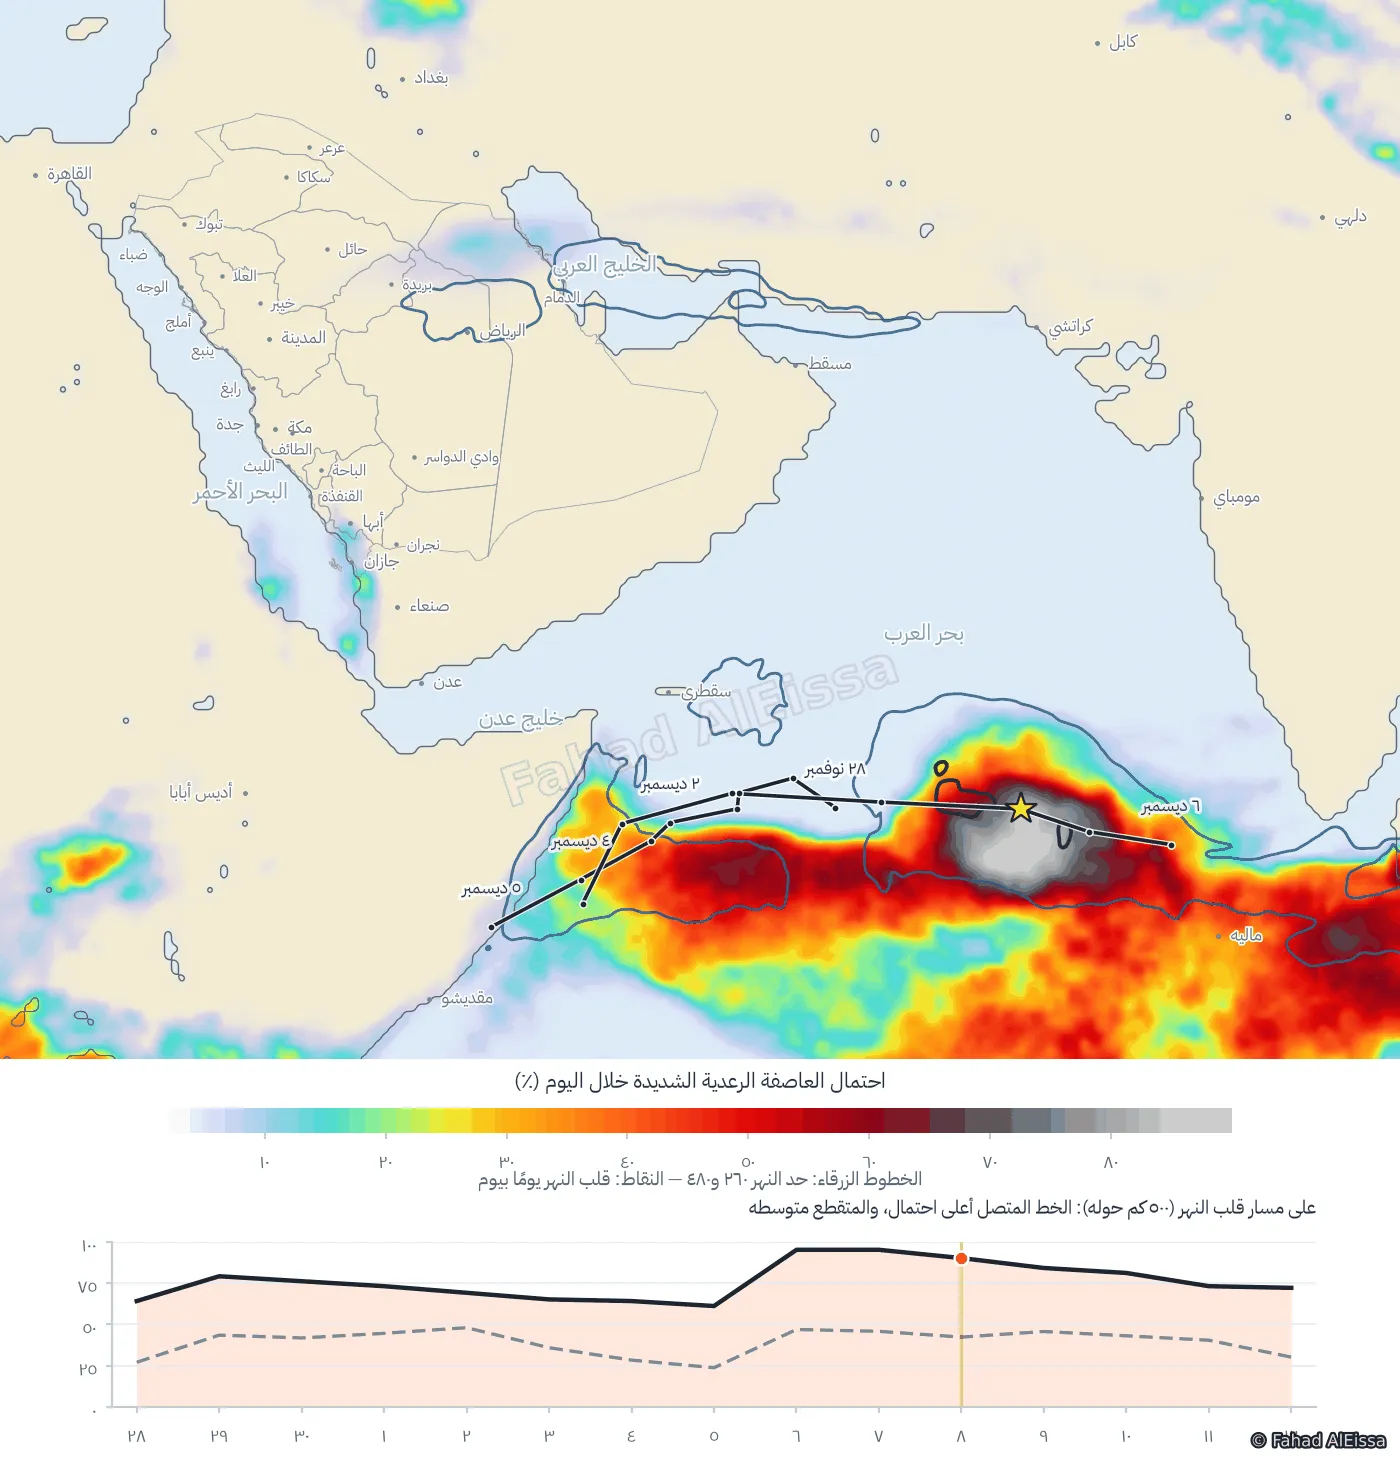 كابل
بغداد
عرعر
القاهرة
سكاكا
دلهي
تبوك
حائل
ضباء
الخليج العربي
العلا
بريدة
الوجه
الدمام
خيبر
أملج
كراتشي
الرياض
المدينة
ينبع
مسقط
رابغ
جدة
مكة
الطائف
وادي الدواسر
الليث
الباحة
البحر الأحمر
القنفذة
مومباي
أبها
نجران
جازان
صنعاء
بحر العرب
عدن
سقطرى
خليج عدن
Fahad AlEissa
٢٨ نوفمبر
٢ ديسمبر
أديس أبابا
٦ ديسمبر
٤ ديسمبر
٥ ديسمبر
ماليه
مقديشو
احتمال العاصفة الرعدية الشديدة خلال اليوم (٪)
١٠ ٢٠ ٣٠ ٤٠ ٥٠ ٦٠ ٧٠ ٨٠
الخطوط الزرقاء: حد النهر ٢٦٠ و٤٨٠ — النقاط: قلب النهر يومًا بيوم
على مسار قلب النهر (٥٠٠ كم حوله): الخط المتصل أعلى احتمال، والمتقطع متوسطه
١٠٠
٧٥
٥٠
٢٥
٠
٢٨ ٢٩ ٣٠ ١ ٢ ٣ ٤ ٥ ٦ ٧ ٨ ٩ ١٠ ١١
© Fahad AlEissa